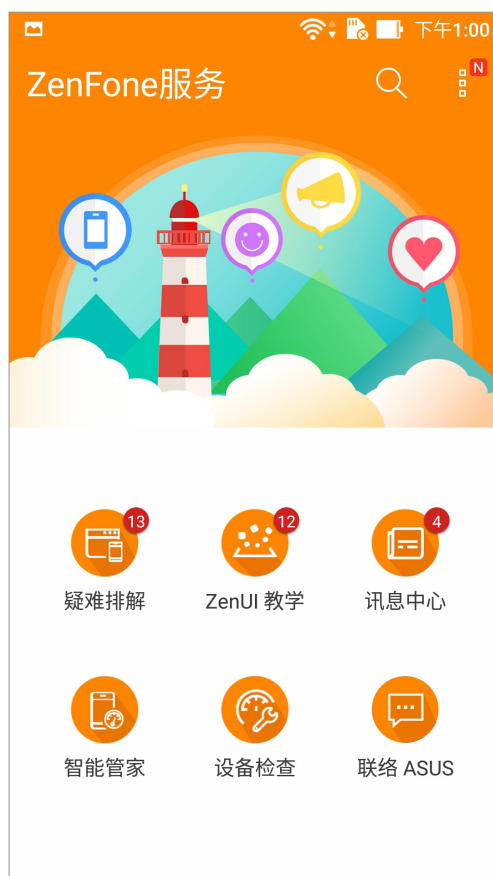 下午1:00
ZenFone服务
N
13
12
4
疑难排解
ZenUI 教学
讯息中心
智能管家
设备检查
联络 ASUS